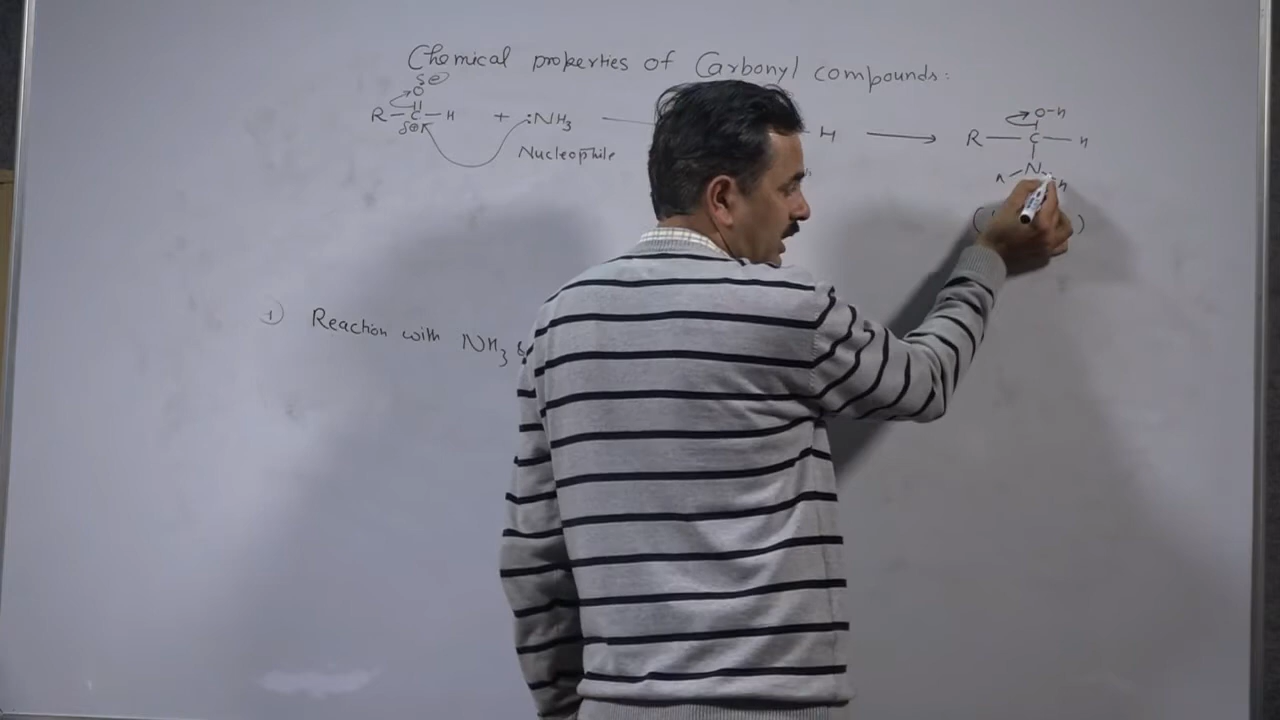 Chemical properties of Carbonyl compounds:
δ⊖
O
R-C-H + :NH3 H → R-C-H
δ⊕
O-H
Nucleophile
N
H
H
( )
1) Reaction with NH3